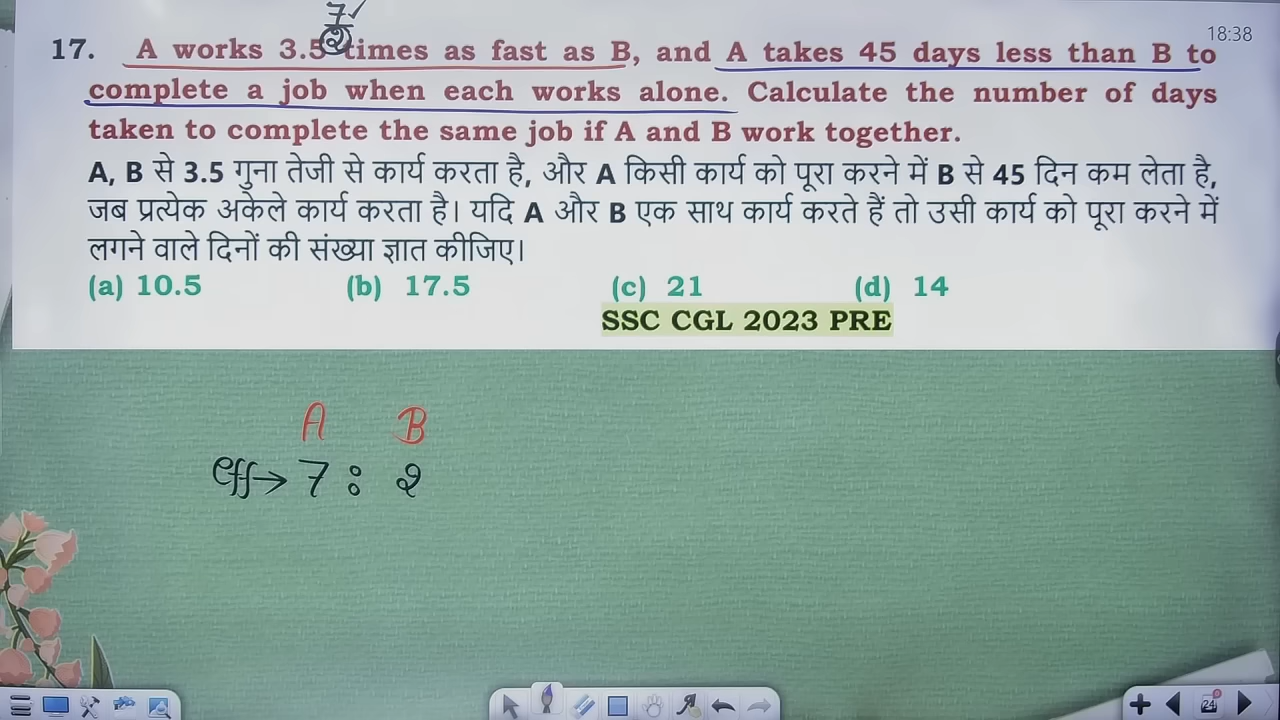 7✓
2
18:38
17. A works 3.5 times as fast as B, and A takes 45 days less than B to
complete a job when each works alone. Calculate the number of days
taken to complete the same job if A and B work together.
A, B से 3.5 गुना तेजी से कार्य करता है, और A किसी कार्य को पूरा करने में B से 45 दिन कम लेता है,
जब प्रत्येक अकेले कार्य करता है। यदि A और B एक साथ कार्य करते हैं तो उसी कार्य को पूरा करने में
लगने वाले दिनों की संख्या ज्ञात कीजिए।
(a) 10.5 (b) 17.5 (c) 21 (d) 14
SSC CGL 2023 PRE
A B
eff→ 7 : 2
24